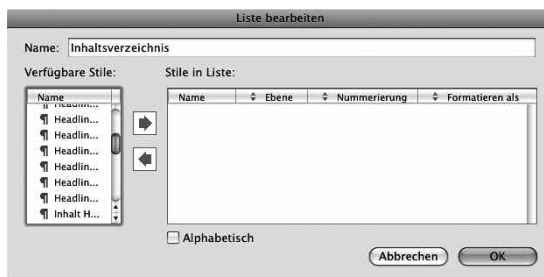 Liste bearbeiten
Name: Inhaltsverzeichnis
Verfügbare Stile: Stile in Liste:
Name
Headlin...
Headlin...
Headlin...
Headlin...
Headlin...
Headlin...
Headlin...
Inhalt H...
Name Ebene Nummerierung Formatieren als
Alphabetisch
Abbrechen OK